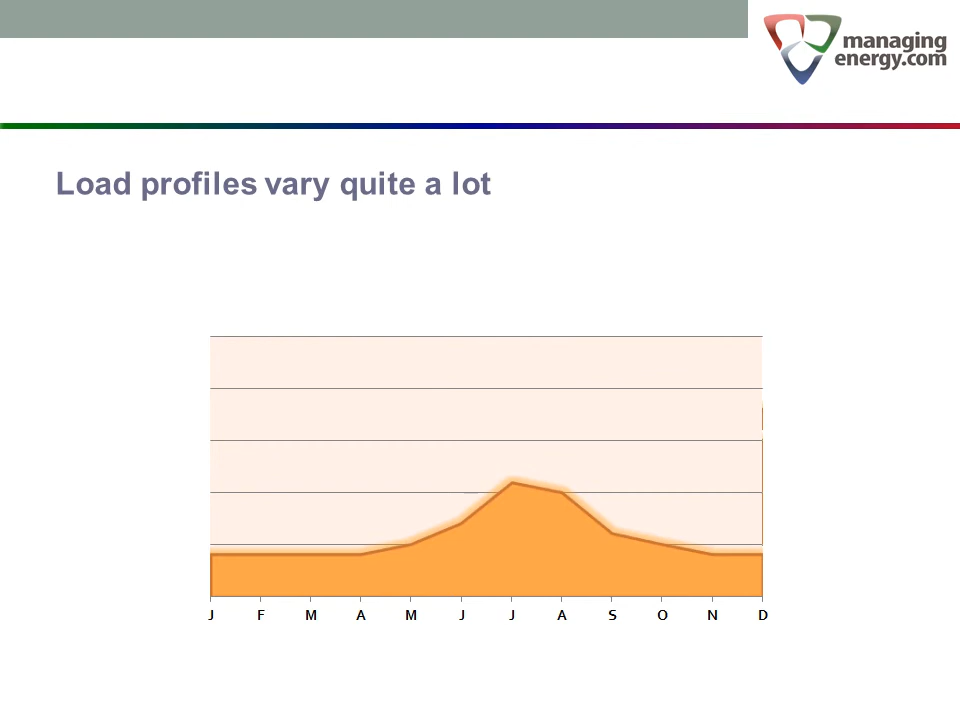 managing
energy.com
Load profiles vary quite a lot
J F M A M J J A S O N D